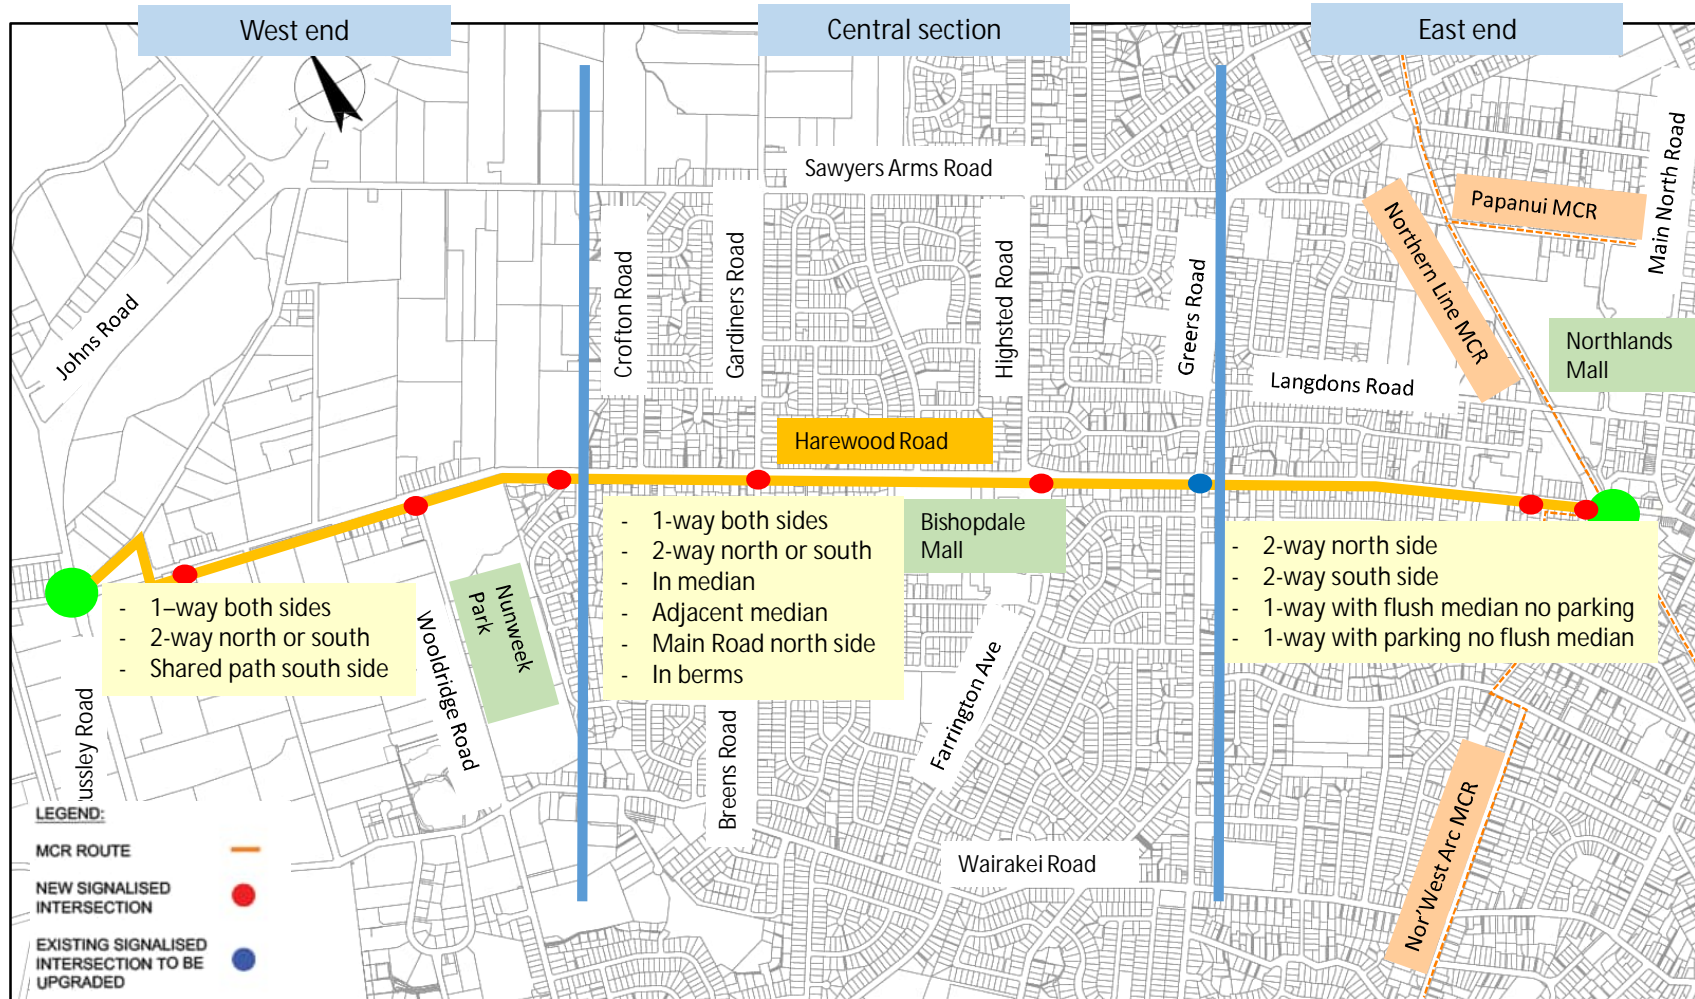 West end
Central section
East end
Sawyers Arms Road
Papanui MCR
Main North Road
Northern Line MCR
Johns Road
Crofton Road
Gardiners Road
Highsted Road
Greers Road
Northlands
Mall
Langdons Road
Harewood Road
- 1-way both sides
- 2-way north or south
- In median
- Adjacent median
- Main Road north side
- In berms
Bishopdale
Mall
- 2-way north side
- 2-way south side
- 1-way with flush median no parking
- 1-way with parking no flush median
- 1–way both sides
- 2-way north or south
- Shared path south side
Nunweek
Park
Wooldridge Road
Farrington Ave
ussley Road
Breens Road
Wairakei Road
Nor'West Arc MCR
LEGEND:
MCR ROUTE
NEW SIGNALISED
INTERSECTION
EXISTING SIGNALISED
INTERSECTION TO BE
UPGRADED